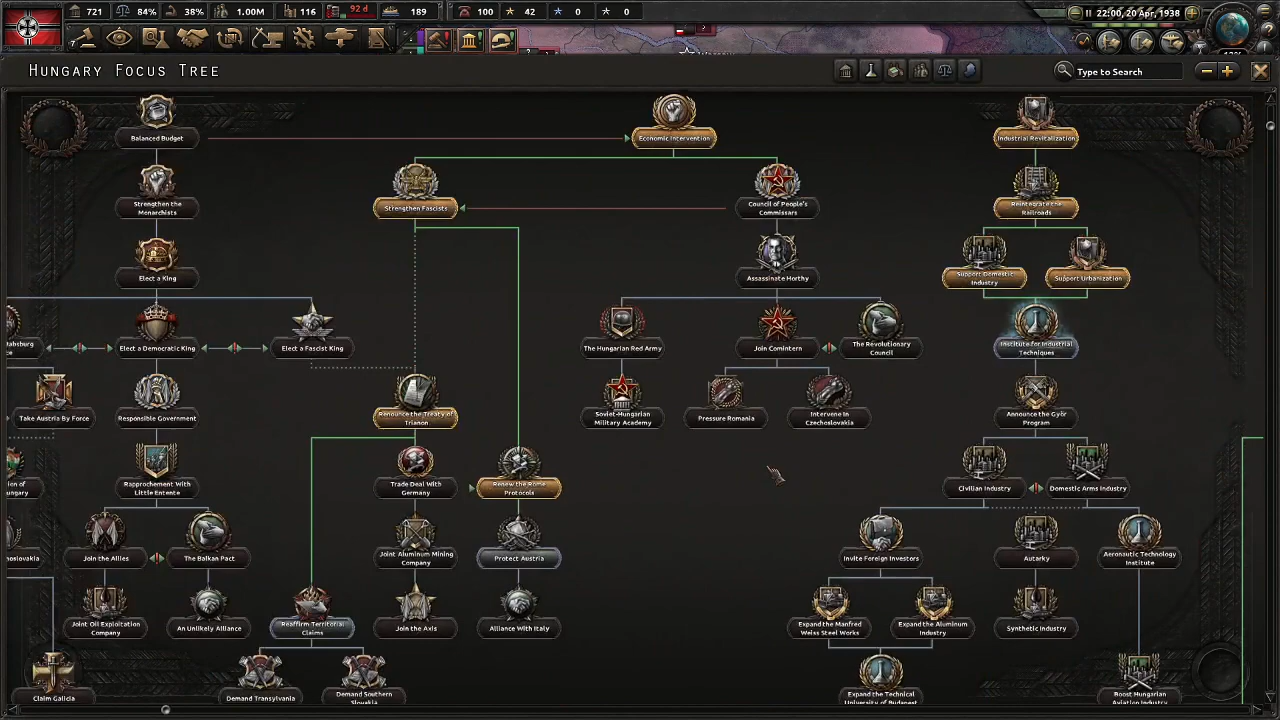 721 84% 38% 1.00M 116 92 d 189 100 42 0 0 22:00, 20 Apr, 1938
Hungary Focus Tree
Type to Search
Balanced Budget
Economic Intervention
Industrial Revitalization
Strengthen the
Monarchists
Strengthen Fascists
Council of People's
Commissars
Reintegrate the
Railroads
Elect a King
Assassinate Horthy
Support Domestic
Industry
Support Urbanization
Elect a Democratic King
Elect a Fascist King
The Hungarian Red Army
Join Comintern
The Revolutionary
Council
Institute for Industrial
Techniques
Take Austria By Force
Responsible Government
Renounce the Treaty of
Trianon
Soviet-Hungarian
Military Academy
Pressure Romania
Intervene In
Czechoslovakia
Announce the Győr
Program
Rapprochement With
Little Entente
Trade Deal With
Germany
Renew the Rome
Protocols
Civilian Industry
Domestic Arms Industry
Join the Allies
The Balkan Pact
Joint Aluminum Mining
Company
Protect Austria
Invite Foreign Investors
Autarky
Aeronautic Technology
Institute
Joint Oil Exploitation
Company
An Unlikely Alliance
Reaffirm Territorial
Claims
Join the Axis
Alliance With Italy
Expand the Manfred
Weiss Steel Works
Expand the Aluminum
Industry
Synthetic Industry
Claim Galicia
Demand Transylvania
Demand Southern
Slovakia
Expand the Technical
University of Budapest
Boost Hungarian
Aviation Industry